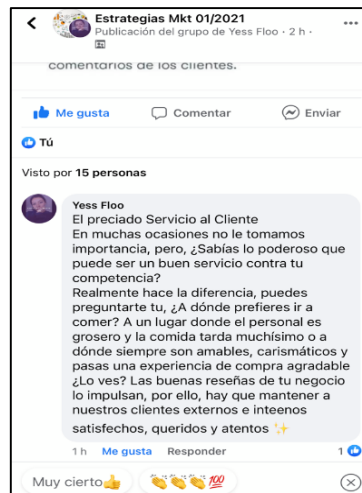 Estrategias Mkt 01/2021
Publicación del grupo de Yess Floo · 2 h ·
comentarios de los clientes.
Me gusta Comentar Enviar
Tú
Visto por 15 personas
Yess Floo
El preciado Servicio al Cliente
En muchas ocasiones no le tomamos
importancia, pero, ¿Sabías lo poderoso que
puede ser un buen servicio contra tu
competencia?
Realmente hace la diferencia, puedes
preguntarte tu, ¿A dónde prefieres ir a
comer? A un lugar donde el personal es
grosero y la comida tarda muchísimo o a
dónde siempre son amables, carismáticos y
pasas una experiencia de compra agradable
¿Lo ves? Las buenas reseñas de tu negocio
lo impulsan, por ello, hay que mantener a
nuestros clientes externos e inteenos
satisfechos, queridos y atentos ✨
1 h Me gusta Responder 1
Muy cierto👍 👏👏👏💯